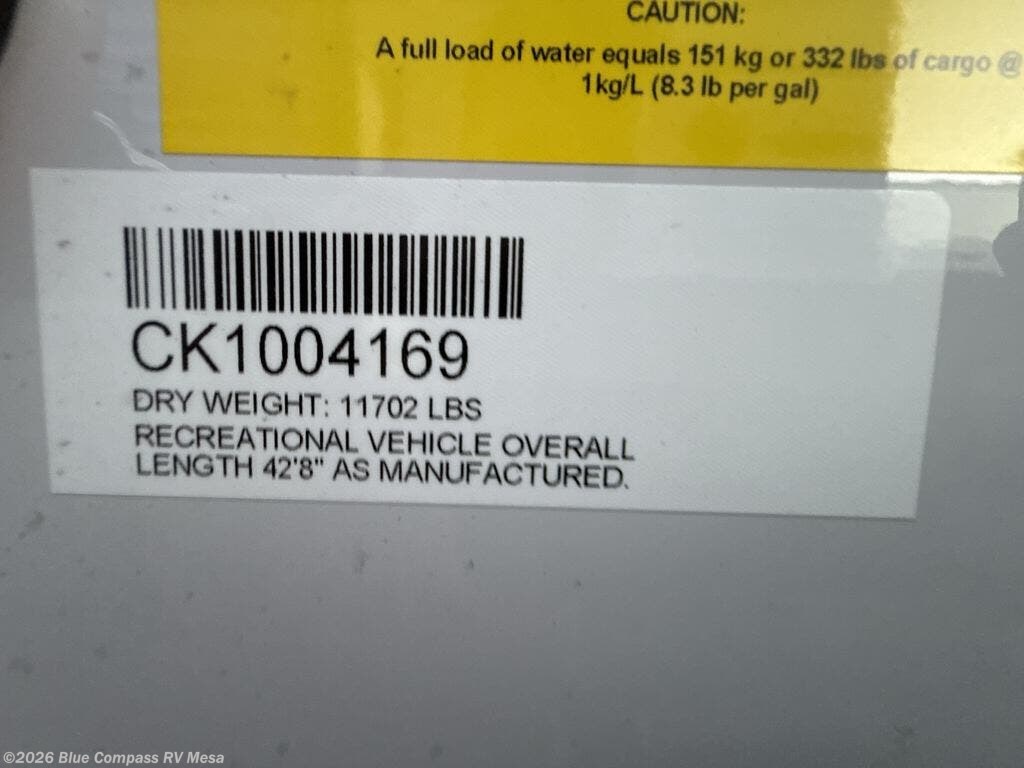 CAUTION:
A full load of water equals 151 kg or 332 lbs of cargo @
1kg/L (8.3 lb per gal)
CK1004169
DRY WEIGHT: 11702 LBS
RECREATIONAL VEHICLE OVERALL
LENGTH 42'8" AS MANUFACTURED.
©2026 Blue Compass RV Mesa